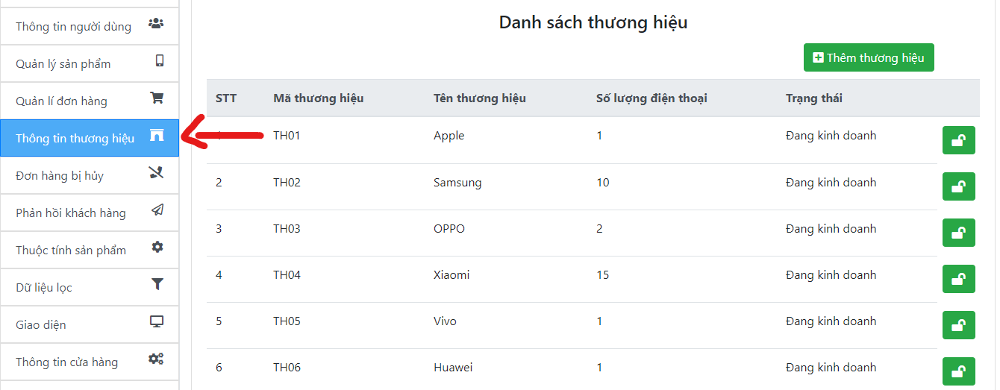 Thông tin người dùng
Quản lý sản phẩm
Quản lí đơn hàng
Thông tin thương hiệu
Đơn hàng bị hủy
Phản hồi khách hàng
Thuộc tính sản phẩm
Dữ liệu lọc
Giao diện
Thông tin cửa hàng
Danh sách thương hiệu
Thêm thương hiệu
STT Mã thương hiệu Tên thương hiệu Số lượng điện thoại Trạng thái
TH01 Apple 1 Đang kinh doanh
2 TH02 Samsung 10 Đang kinh doanh
3 TH03 OPPO 2 Đang kinh doanh
4 TH04 Xiaomi 15 Đang kinh doanh
5 TH05 Vivo 1 Đang kinh doanh
6 TH06 Huawei 1 Đang kinh doanh